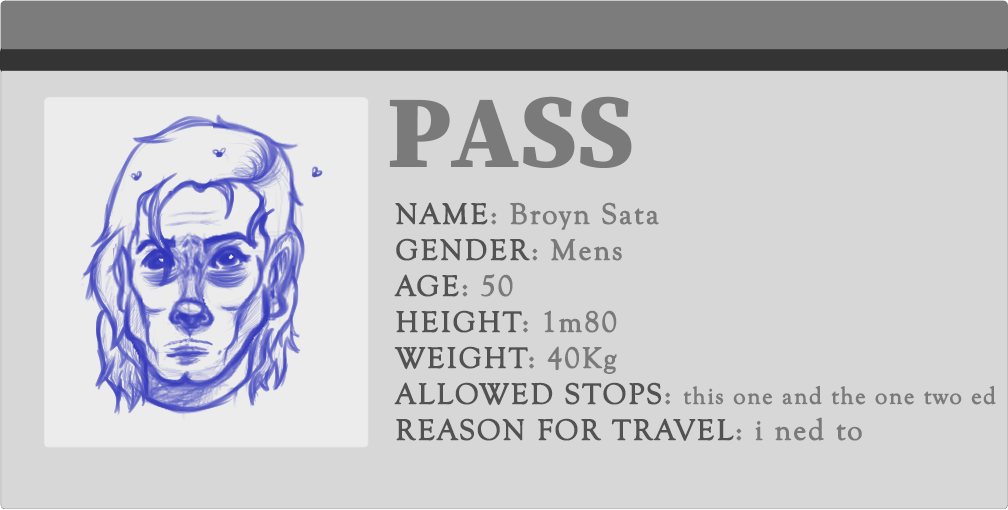 PASS
NAME: Broyn Sata
GENDER: Mens
AGE: 50
HEIGHT: 1m80
WEIGHT: 40Kg
ALLOWED STOPS: this one and the one two ed
REASON FOR TRAVEL: i ned to